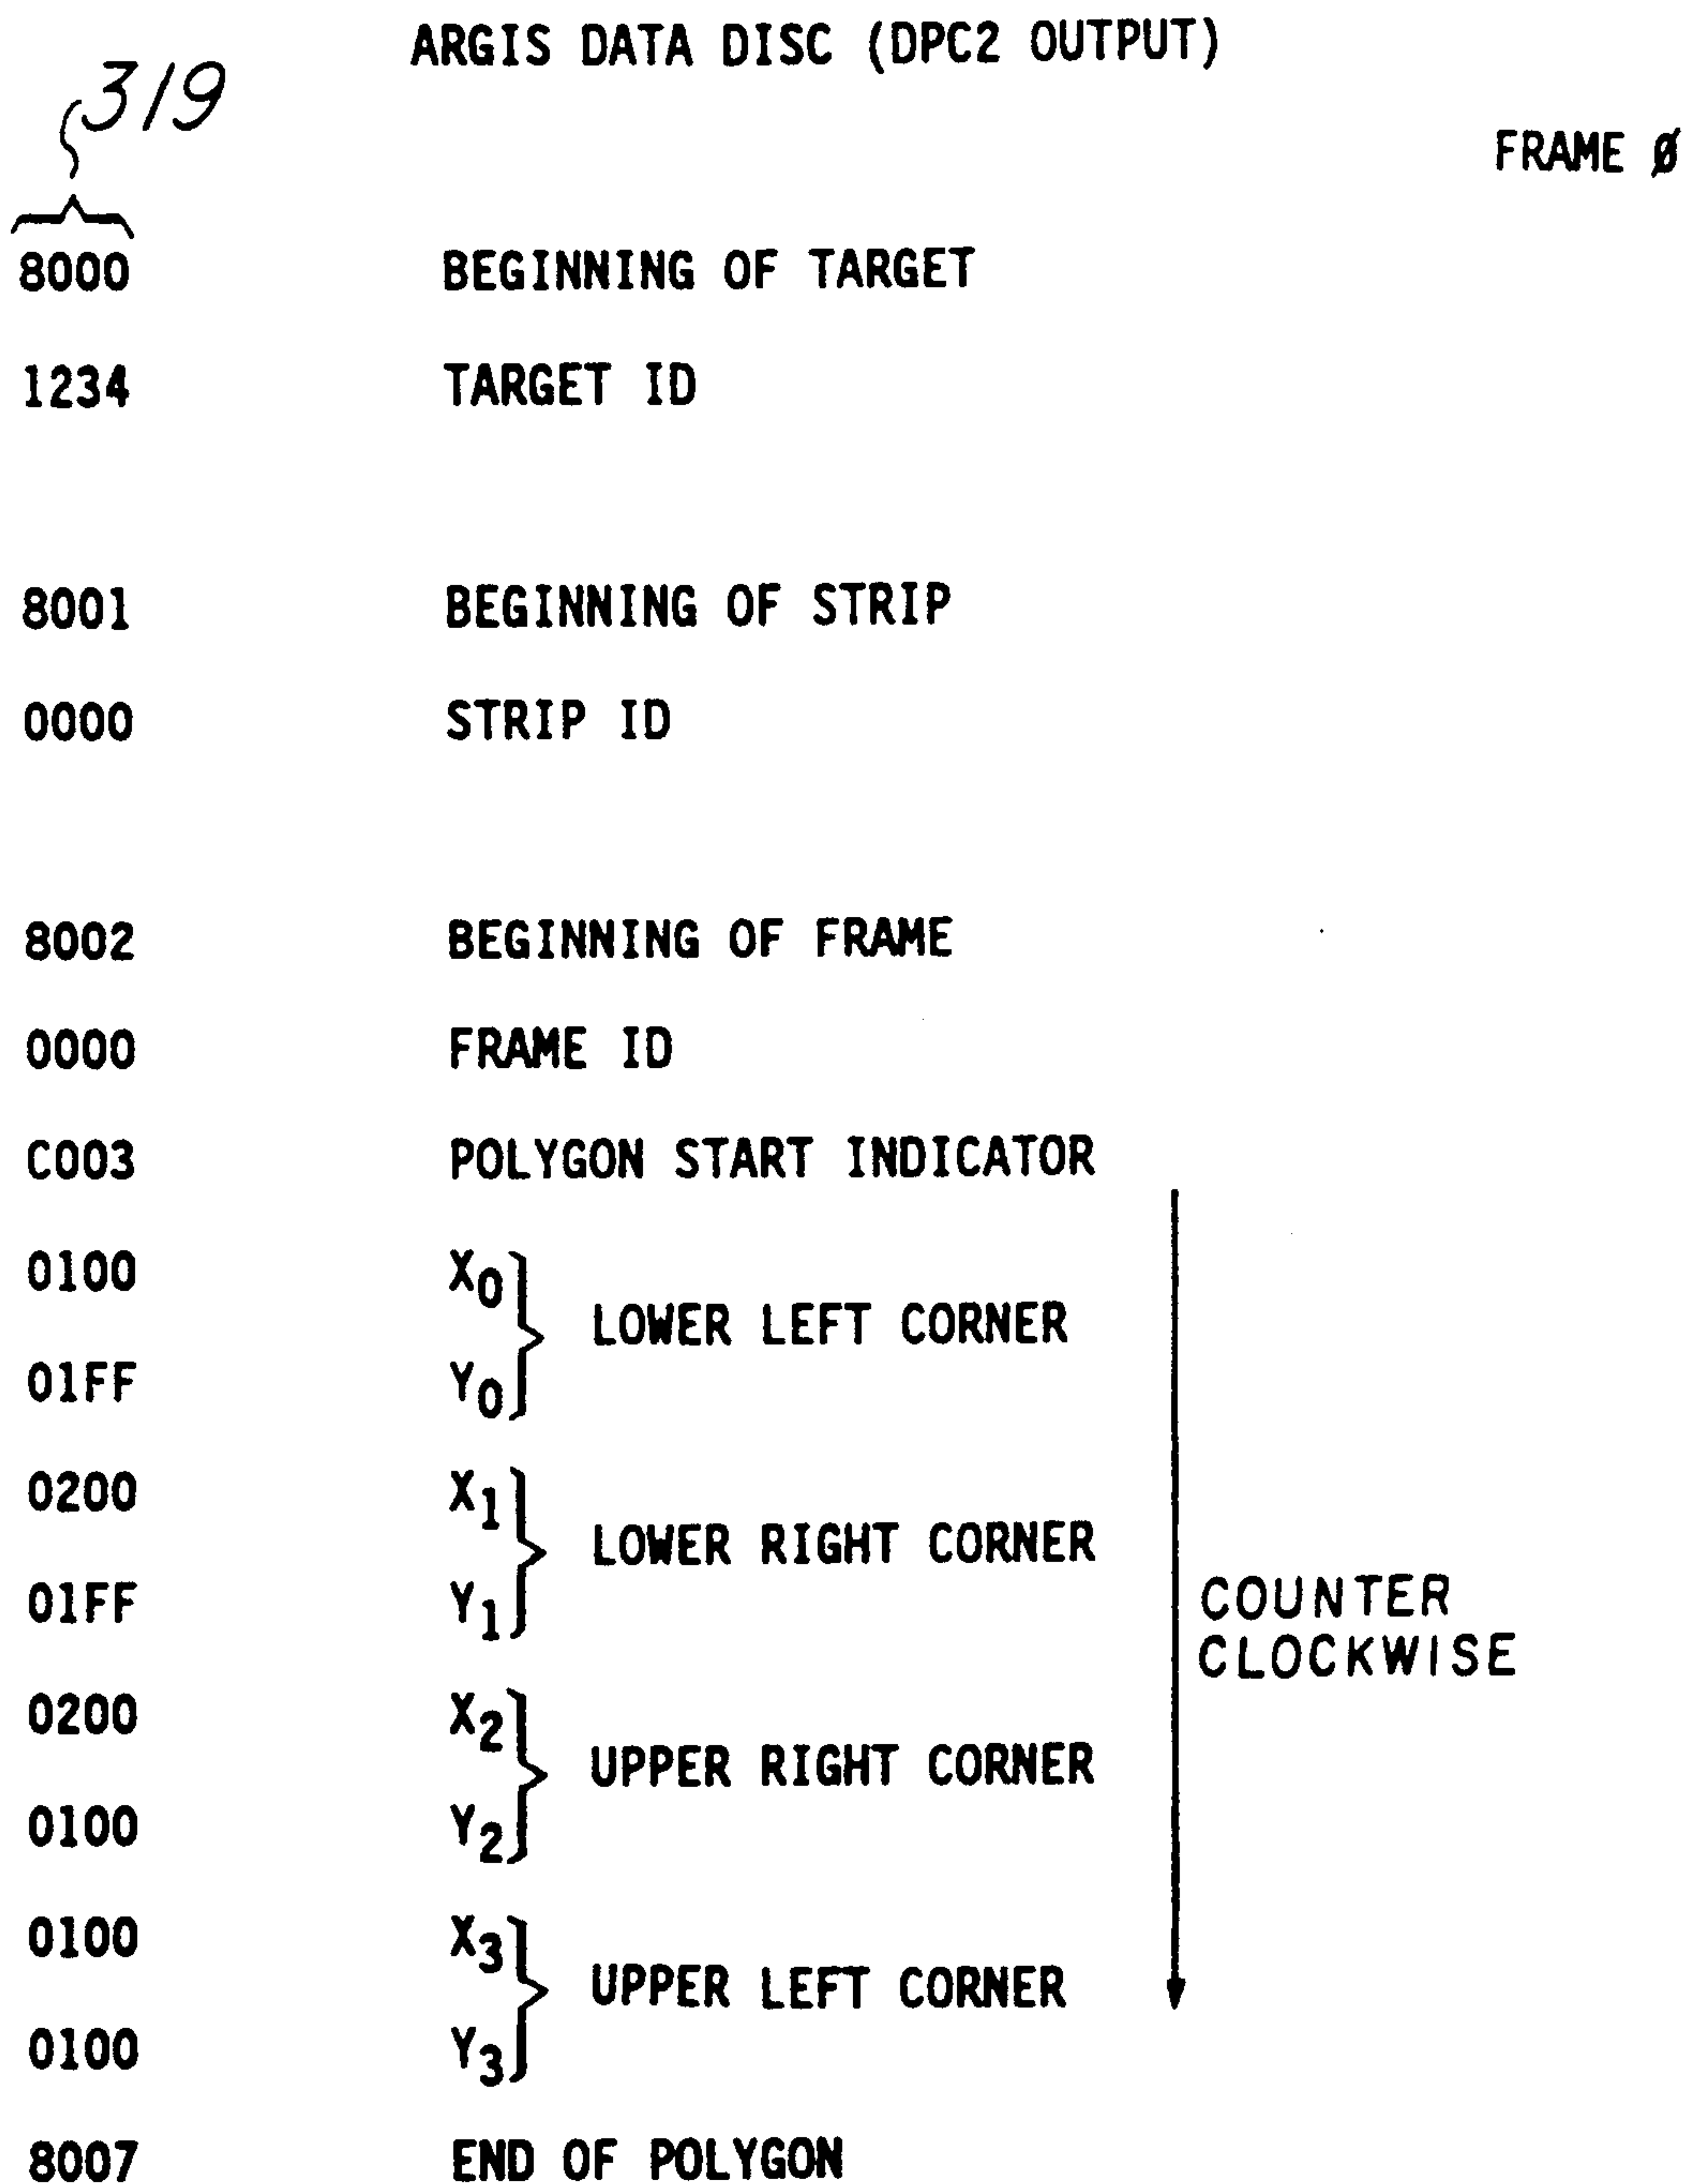 ARGIS DATA DISC (DPC2 OUTPUT)
319
FRAME Ø
8000 BEGINNING OF TARGET
1234 TARGET ID
8001 BEGINNING OF STRIP
0000 STRIP ID
8002 BEGINNING OF FRAME
0000 FRAME ID
C003 POLYGON START INDICATOR
0100 X0
LOWER LEFT CORNER
01FF Y0
0200 X1
LOWER RIGHT CORNER
01FF Y1
COUNTER
CLOCKWISE
0200 X2
UPPER RIGHT CORNER
0100 Y2
0100 X3
UPPER LEFT CORNER
0100 Y3
8007 END OF POLYGON